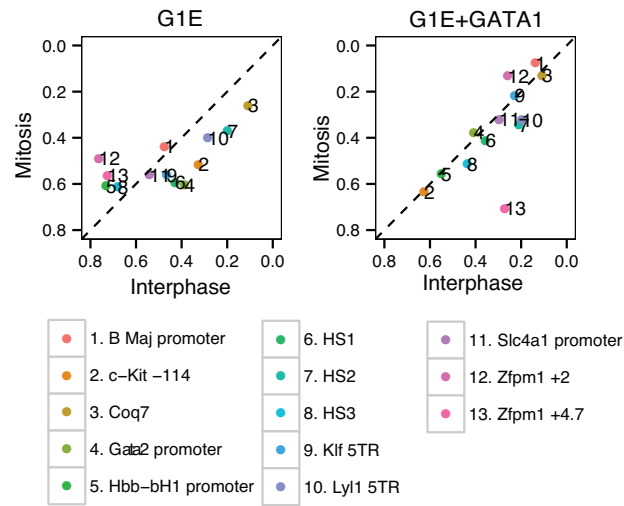 G1E G1E+GATA1
0.0 0.0
0.2 0.2
0.4 0.4
0.6 0.6
0.8 0.8
Mitosis Mitosis
1 2 3 4 5 6 7 8 9 10 11 12 13
1 2 3 4 5 6 7 8 9 10 11 12 13
0.8 0.6 0.4 0.2 0.0 0.8 0.6 0.4 0.2 0.0
Interphase Interphase
1. B Maj promoter
2. c−Kit −114
3. Coq7
4. Gata2 promoter
5. Hbb−bH1 promoter
6. HS1
7. HS2
8. HS3
9. Klf 5TR
10. Lyl1 5TR
11. Slc4a1 promoter
12. Zfpm1 +2
13. Zfpm1 +4.7